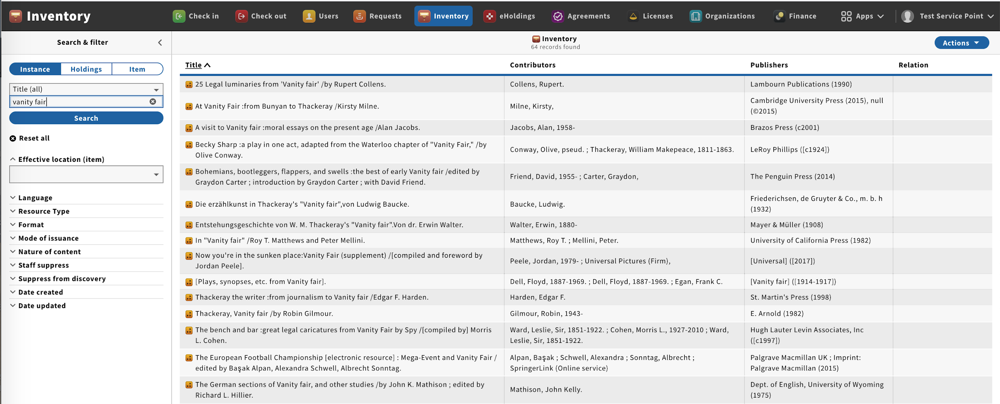 Inventory
Check in
Check out
Users
Requests
Inventory
eHoldings
Agreements
Licenses
Organizations
Finance
Apps
Test Service Point
Search & filter
Inventory
64 records found
Actions
Instance
Holdings
Item
Title (all)
vanity fair
Search
Reset all
Effective location (item)
Language
Resource Type
Format
Mode of issuance
Nature of content
Staff suppress
Suppress from discovery
Date created
Date updated
Title
Contributors
Publishers
Relation
25 Legal luminaries from 'Vanity fair' /by Rupert Collens.
Collens, Rupert.
Lambourn Publications (1990)
At Vanity Fair :from Bunyan to Thackeray /Kirsty Milne.
Milne, Kirsty,
Cambridge University Press (2015), null
(©2015)
A visit to Vanity fair :moral essays on the present age /Alan Jacobs.
Jacobs, Alan, 1958-
Brazos Press (c2001)
Becky Sharp :a play in one act, adapted from the Waterloo chapter of "Vanity Fair," /by
Olive Conway.
Conway, Olive, pseud. ; Thackeray, William Makepeace, 1811-1863.
LeRoy Phillips ([c1924])
Bohemians, bootleggers, flappers, and swells :the best of early Vanity fair /edited by
Graydon Carter ; introduction by Graydon Carter ; with David Friend.
Friend, David, 1955- ; Carter, Graydon,
The Penguin Press (2014)
Die erzählkunst in Thackeray's "Vanity fair",von Ludwig Baucke.
Baucke, Ludwig.
Friederichsen, de Gruyter & Co., m. b. h
(1932)
Entstehungsgeschichte von W. M. Thackeray's "Vanity fair".Von dr. Erwin Walter.
Walter, Erwin, 1880-
Mayer & Müller (1908)
In "Vanity fair" /Roy T. Matthews and Peter Mellini.
Matthews, Roy T. ; Mellini, Peter.
University of California Press (1982)
Now you're in the sunken place:Vanity Fair (supplement) /[compiled and foreword by
Jordan Peele].
Peele, Jordan, 1979- ; Universal Pictures (Firm),
[Universal] ([2017])
[Plays, synopses, etc. from Vanity fair].
Dell, Floyd, 1887-1969. ; Dell, Floyd, 1887-1969. ; Egan, Frank C.
[Vanity fair] ([1914-1917])
Thackeray the writer :from journalism to Vanity fair /Edgar F. Harden.
Harden, Edgar F.
St. Martin's Press (1998)
Thackeray, Vanity fair /by Robin Gilmour.
Gilmour, Robin, 1943-
E. Arnold (1982)
The bench and bar :great legal caricatures from Vanity Fair by Spy /[compiled by] Morris
L. Cohen.
Ward, Leslie, Sir, 1851-1922. ; Cohen, Morris L., 1927-2010 ; Ward,
Leslie, Sir, 1851-1922.
Hugh Lauter Levin Associates, Inc
([c1997])
The European Football Championship [electronic resource] : Mega-Event and Vanity Fair /
edited by Başak Alpan, Alexandra Schwell, Albrecht Sonntag.
Alpan, Başak ; Schwell, Alexandra ; Sonntag, Albrecht ;
SpringerLink (Online service)
Palgrave Macmillan UK ; Imprint:
Palgrave Macmillan (2015)
The German sections of Vanity fair, and other studies /by John K. Mathison ; edited by
Richard L. Hillier.
Mathison, John Kelly.
Dept. of English, University of Wyoming
(1975)